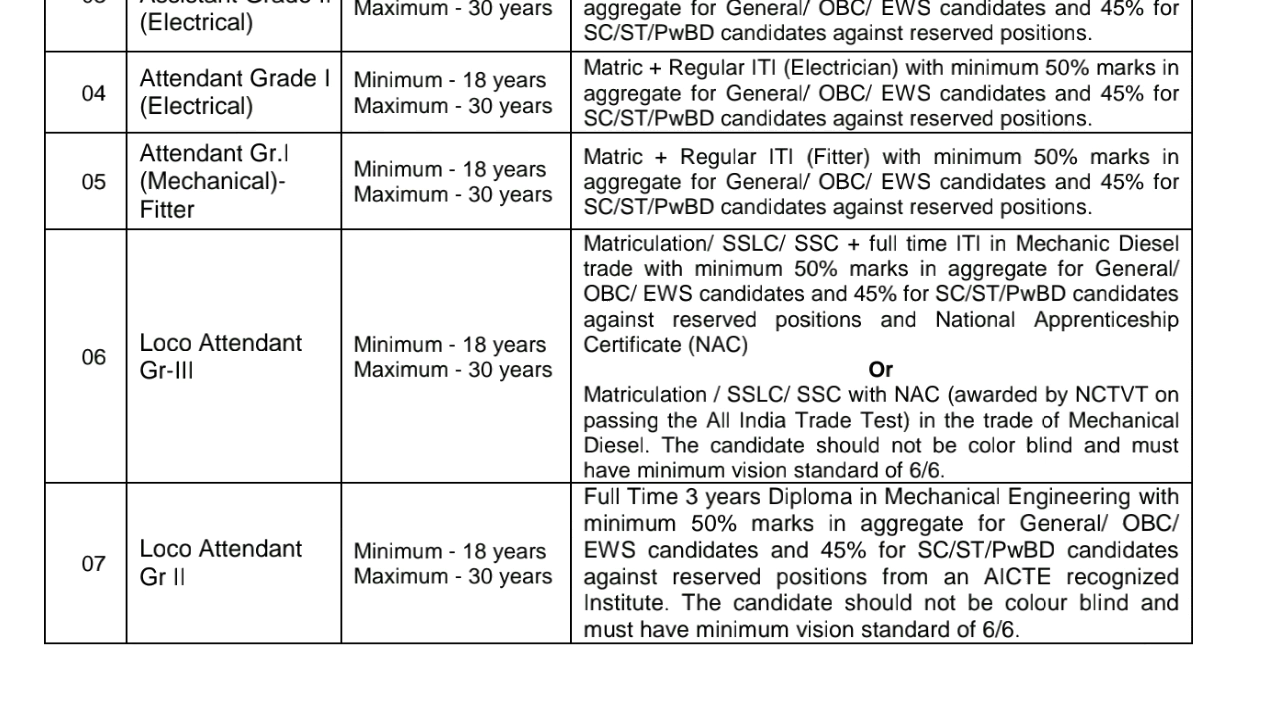 (Electrical)
Maximum - 30 years
aggregate for General/ OBC/ EWS candidates and 45% for
SC/ST/PwBD candidates against reserved positions.
04
Attendant Grade I
(Electrical)
Minimum - 18 years
Maximum - 30 years
Matric + Regular ITI (Electrician) with minimum 50% marks in
aggregate for General/ OBC/ EWS candidates and 45% for
SC/ST/PwBD candidates against reserved positions.
05
Attendant Gr.I
(Mechanical)-
Fitter
Minimum - 18 years
Maximum - 30 years
Matric + Regular ITI (Fitter) with minimum 50% marks in
aggregate for General/ OBC/ EWS candidates and 45% for
SC/ST/PwBD candidates against reserved positions.
06
Loco Attendant
Gr-III
Minimum - 18 years
Maximum - 30 years
Matriculation/ SSLC/ SSC + full time ITI in Mechanic Diesel
trade with minimum 50% marks in aggregate for General/
OBC/ EWS candidates and 45% for SC/ST/PwBD candidates
against reserved positions and National Apprenticeship
Certificate (NAC)
Or
Matriculation / SSLC/ SSC with NAC (awarded by NCTVT on
passing the All India Trade Test) in the trade of Mechanical
Diesel. The candidate should not be color blind and must
have minimum vision standard of 6/6.
07
Loco Attendant
Gr II
Minimum - 18 years
Maximum - 30 years
Full Time 3 years Diploma in Mechanical Engineering with
minimum 50% marks in aggregate for General/ OBC/
EWS candidates and 45% for SC/ST/PwBD candidates
against reserved positions from an AICTE recognized
Institute. The candidate should not be colour blind and
must have minimum vision standard of 6/6.